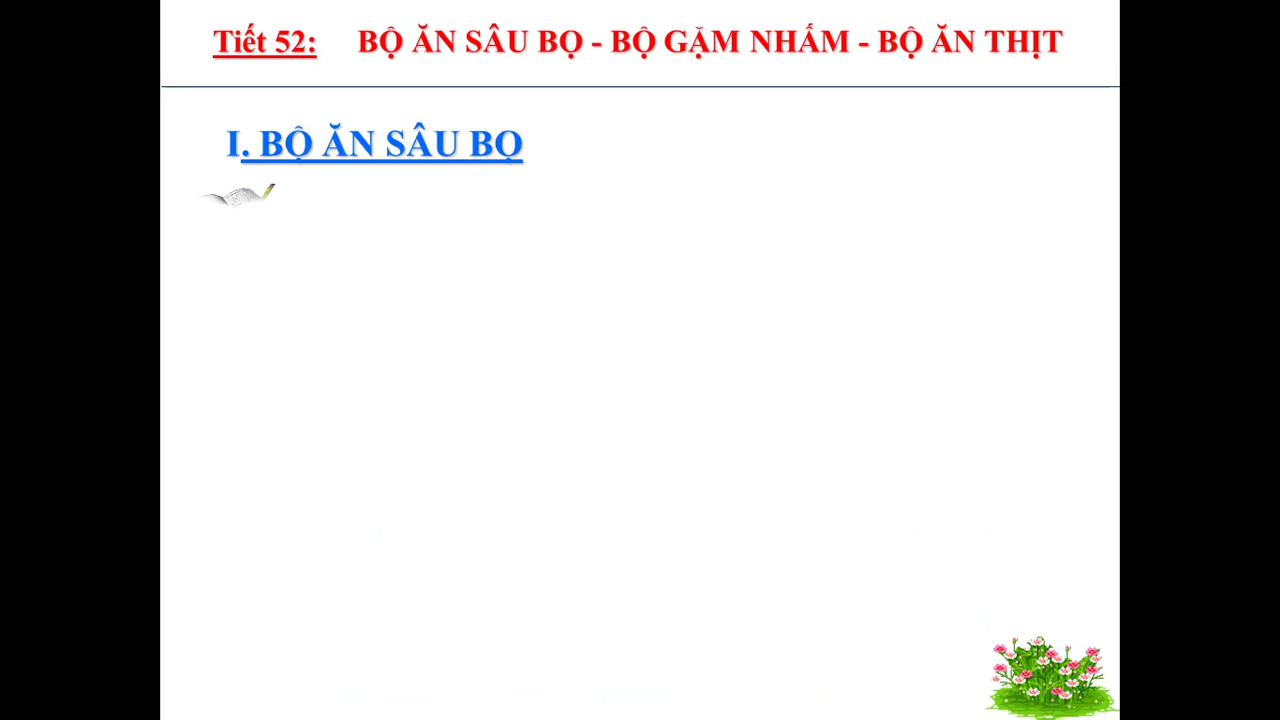 Tiết 52: BỘ ĂN SÂU BỌ - BỘ GẶM NHẤM - BỘ ĂN THỊT
I. BỘ ĂN SÂU BỌ